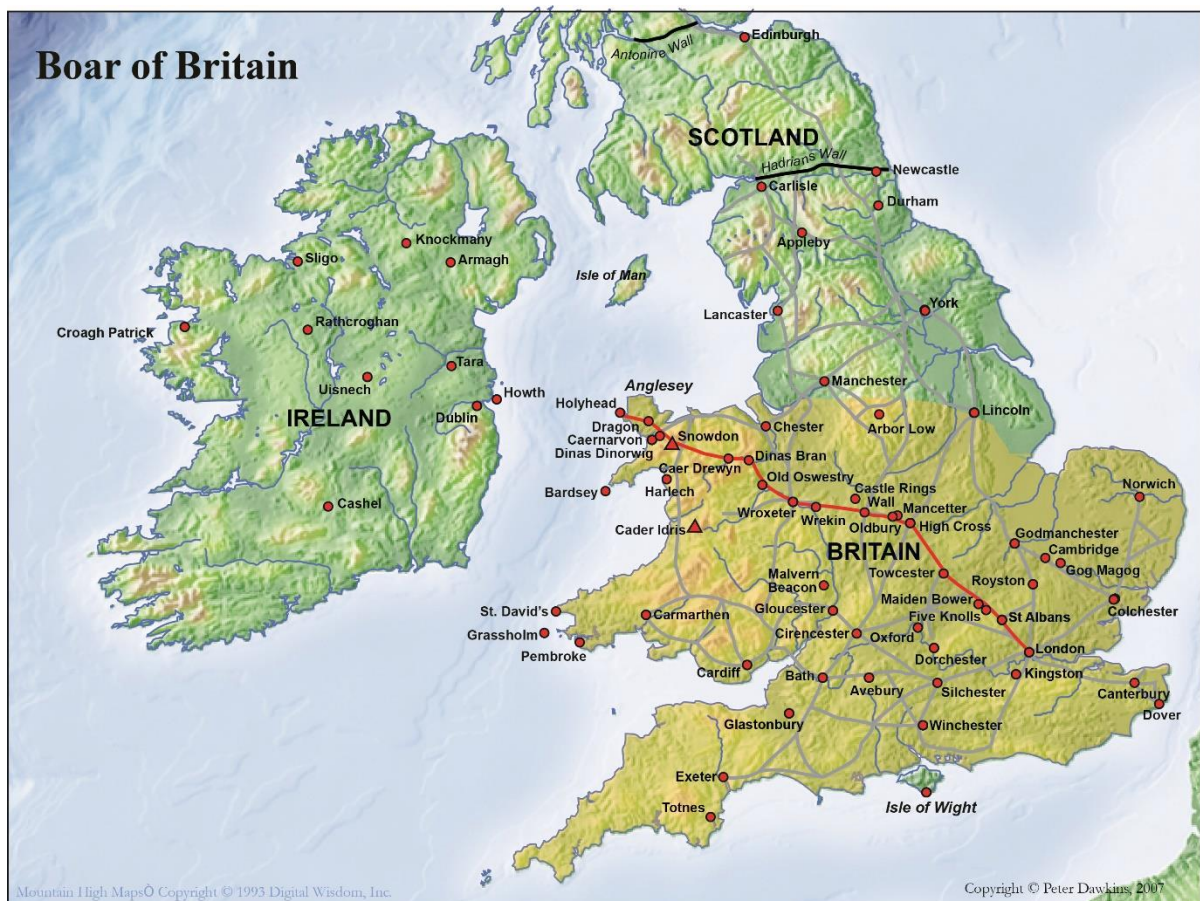 Boar of Britain
Antonine Wall
Edinburgh
SCOTLAND
Hadrians Wall
Newcastle
Carlisle
Durham
Appleby
Knockmany
Sligo
Armagh
Isle of Man
Lancaster
York
Croagh Patrick
Rathcroghan
Tara
Uisnech
Manchester
Anglesey
Howth
IRELAND
Dublin
Holyhead
Dragon
Caernarvon
Dinas Dinorwig
Snowdon
Chester
Arbor Low
Lincoln
Caer Drewyn
Dinas Bran
Harlech
Old Oswestry
Bardsey
Castle Rings
Norwich
Cashel
Wroxeter
Wrekin
Wall
Oldbury
Mancetter
High Cross
Cader Idris
Godmanchester
BRITAIN
Cambridge
Gog Magog
Towcester
Royston
Malvern
Beacon
Maiden Bower
Colchester
St. David's
Carmarthen
Gloucester
Five Knolls
St Albans
Grassholm
Cirencester
Oxford
Pembroke
Dorchester
London
Cardiff
Bath
Avebury
Silchester
Kingston
Canterbury
Dover
Glastonbury
Winchester
Exeter
Isle of Wight
Totnes
Mountain High MapsÒ Copyright © 1993 Digital Wisdom, Inc.
Copyright © Peter Dawkins, 2007